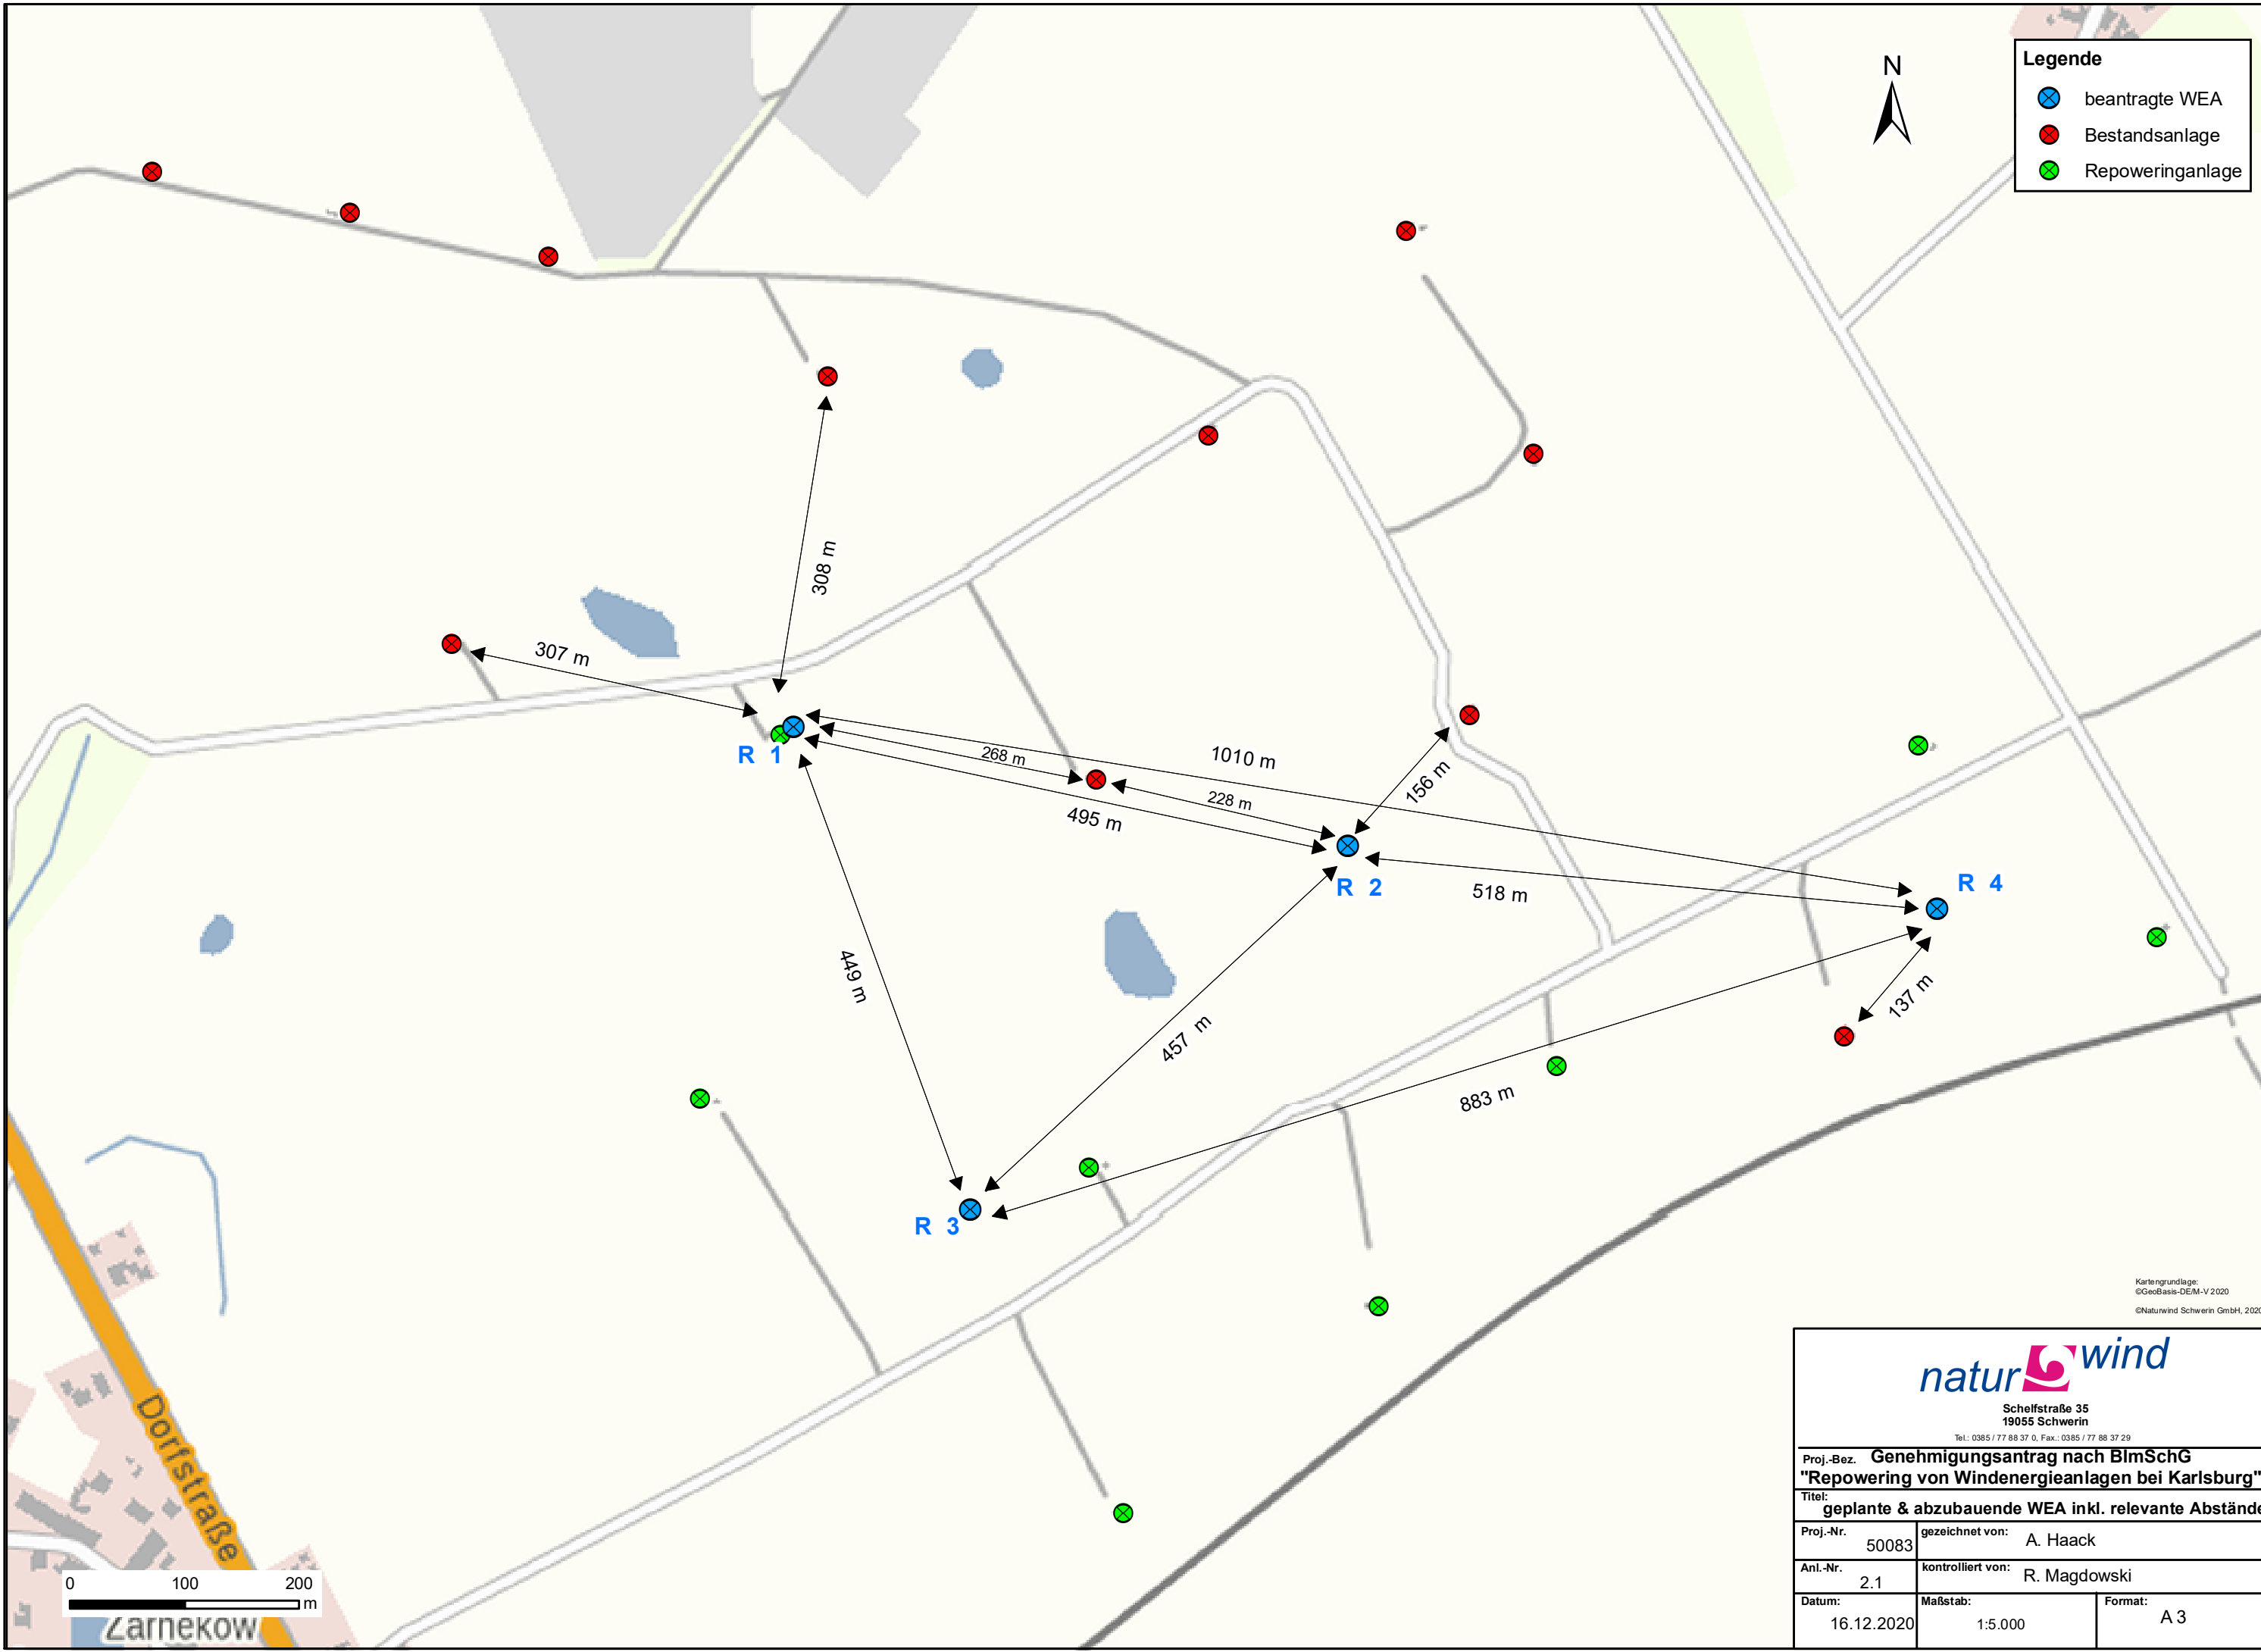 N
Legende
beantragte WEA
Bestandsanlage
Repoweringanlage
308 m
307 m
R 1
268 m
1010 m
228 m
156 m
495 m
R 2
518 m
R 4
449 m
137 m
457 m
883 m
R 3
Dorfstraße
0 100 200
m
Zarnekow
Kartengrundlage:
©GeoBasis-DE/M-V 2020
©Naturwind Schwerin GmbH, 2020
natur wind
Schelfstraße 35
19055 Schwerin
Tel.: 0385 / 77 88 37 0, Fax.: 0385 / 77 88 37 29
Proj.-Bez. Genehmigungsantrag nach BImSchG
"Repowering von Windenergieanlagen bei Karlsburg"
Titel:
geplante & abzubauende WEA inkl. relevante Abstände
Proj.-Nr. 50083 gezeichnet von: A. Haack
Anl.-Nr. 2.1 kontrolliert von: R. Magdowski
Datum: 16.12.2020 Maßstab: 1:5.000 Format: A 3